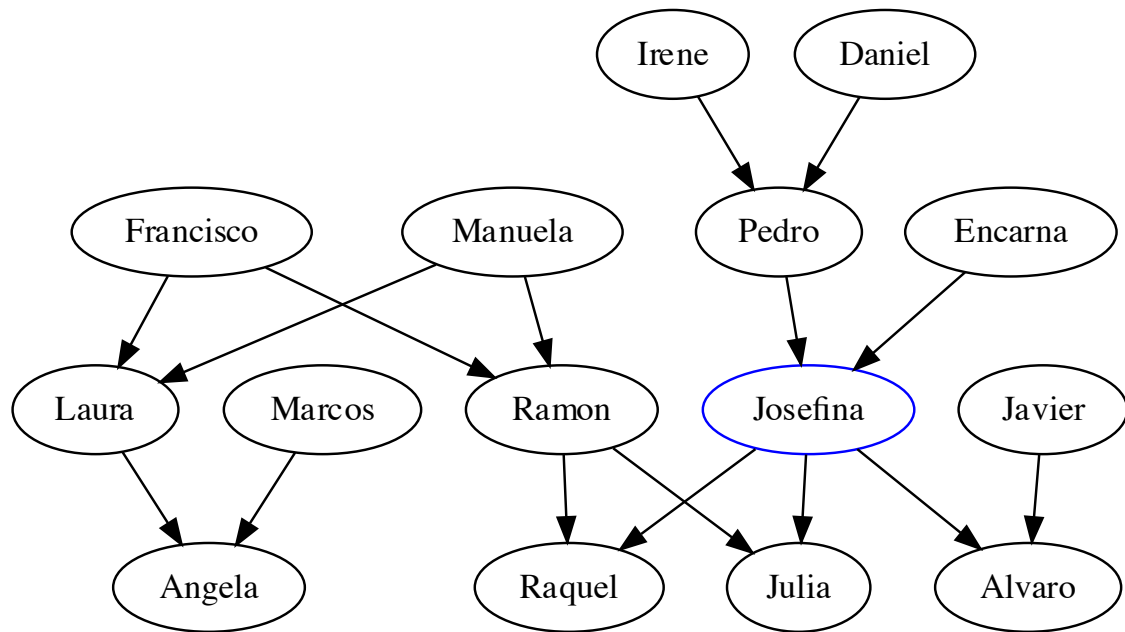 Irene
Daniel
Francisco
Manuela
Pedro
Encarna
Laura
Marcos
Ramon
Josefina
Javier
Angela
Raquel
Julia
Alvaro